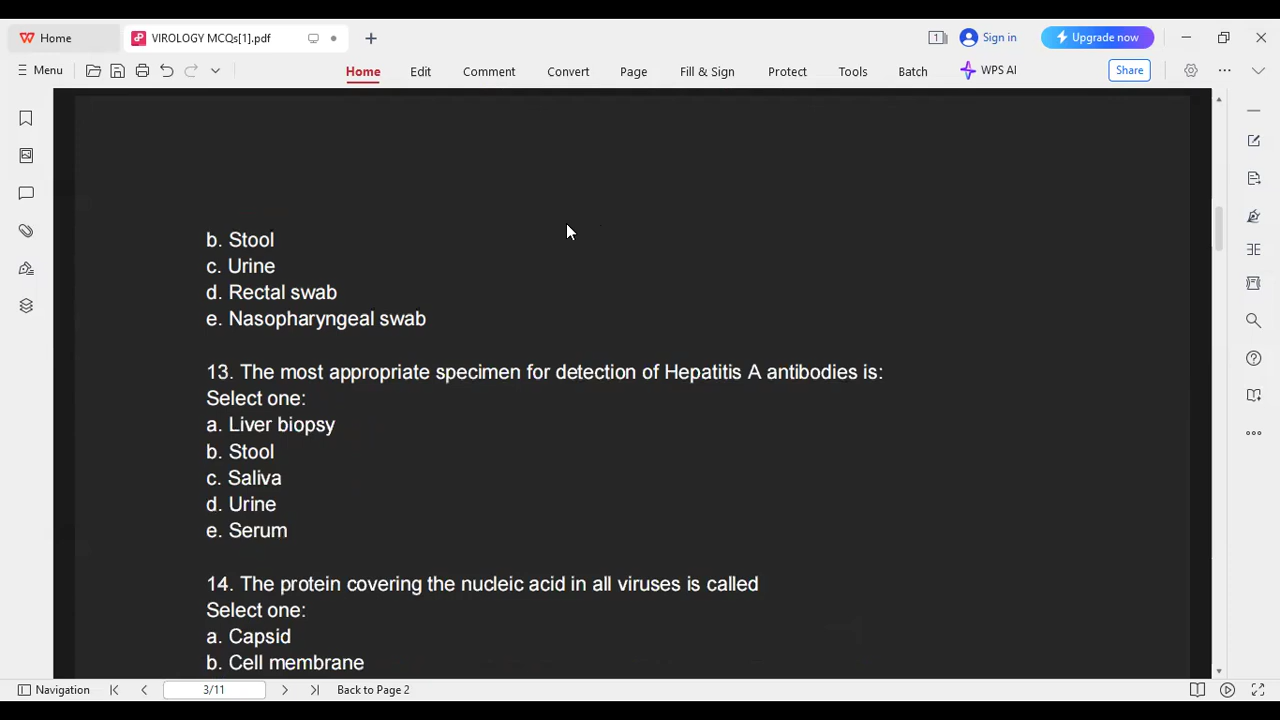 Home
VIROLOGY MCQs[1].pdf
Sign in
Upgrade now
Menu
Home Edit Comment Convert Page Fill & Sign Protect Tools Batch WPS AI
Share
b. Stool
c. Urine
d. Rectal swab
e. Nasopharyngeal swab
13. The most appropriate specimen for detection of Hepatitis A antibodies is:
Select one:
a. Liver biopsy
b. Stool
c. Saliva
d. Urine
e. Serum
14. The protein covering the nucleic acid in all viruses is called
Select one:
a. Capsid
b. Cell membrane
Navigation 3/11 Back to Page 2